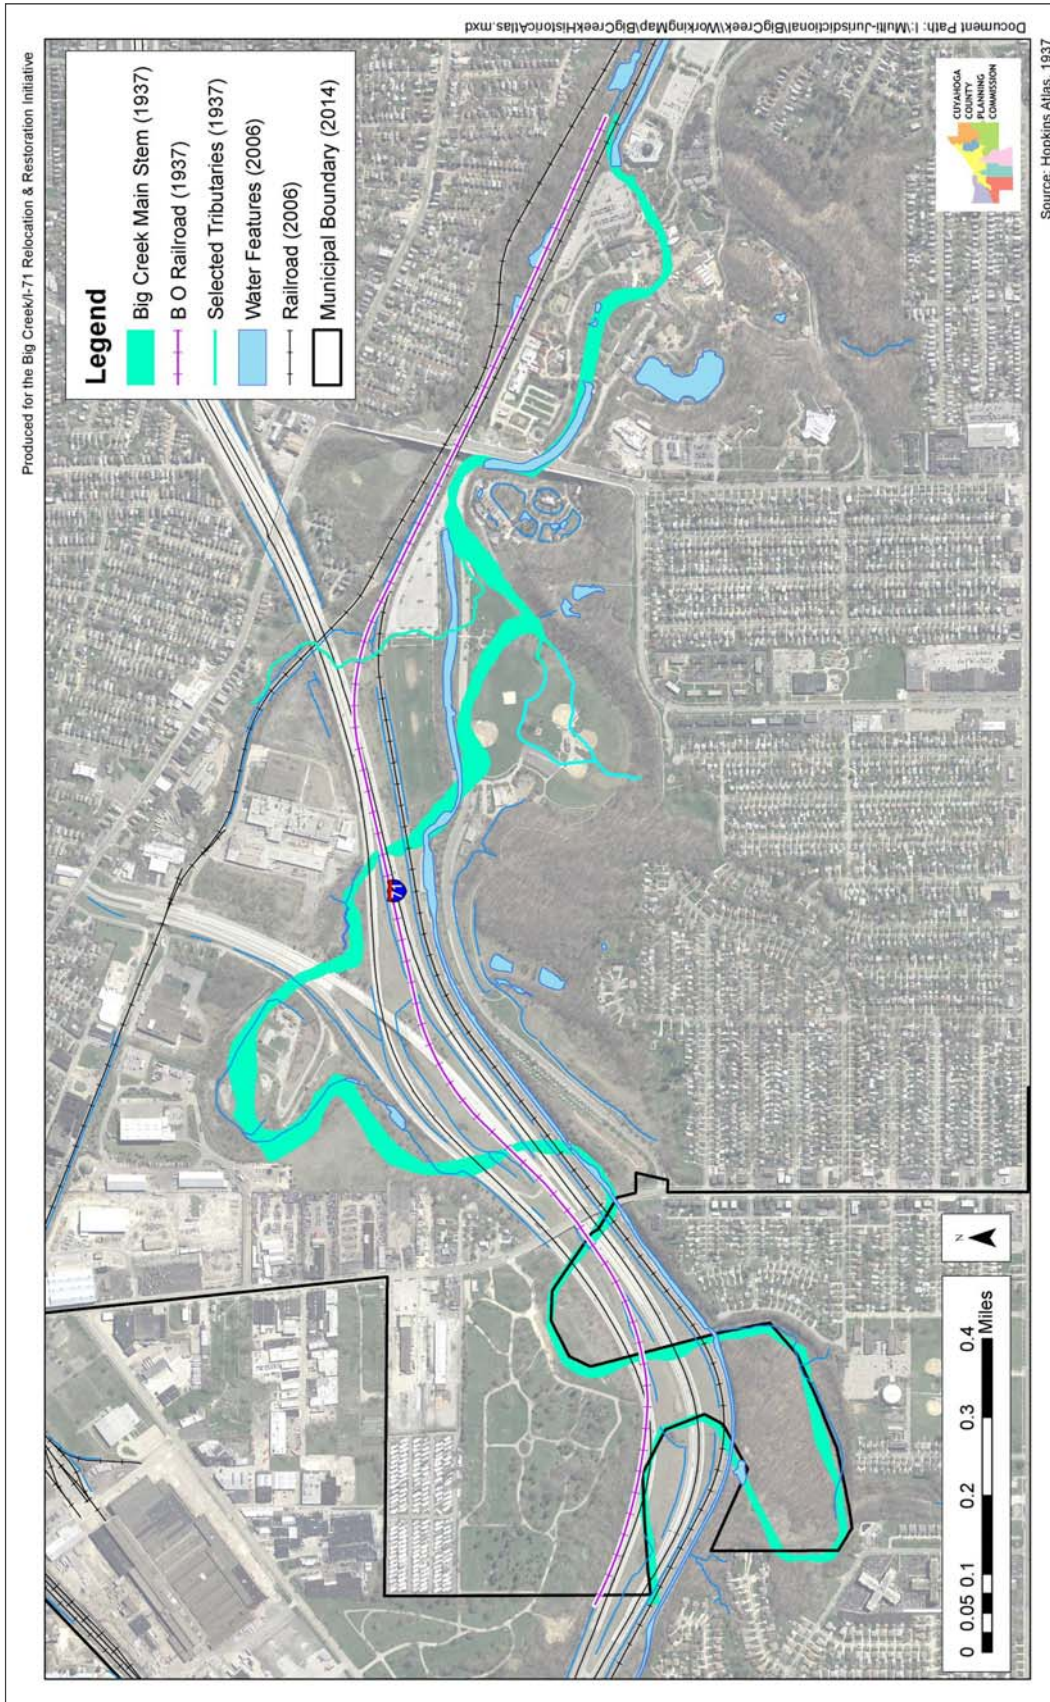 Produced for the Big Creek/I-71 Relocation & Restoration Initiative
Document Path: I:\Multi-Jurisdictional\BigCreek\WorkingMap\Big\BigCreekHistoricAtlas.mxd
Legend
Big Creek Main Stem (1937)
B O Railroad (1937)
Selected Tributaries (1937)
Water Features (2006)
Railroad (2006)
Municipal Boundary (2014)
71
N
0 0.05 0.1 0.2 0.3 0.4
Miles
CUYAHOGA
COUNTY
PLANNING
COMMISSION
Source: Hopkins Atlas, 1937